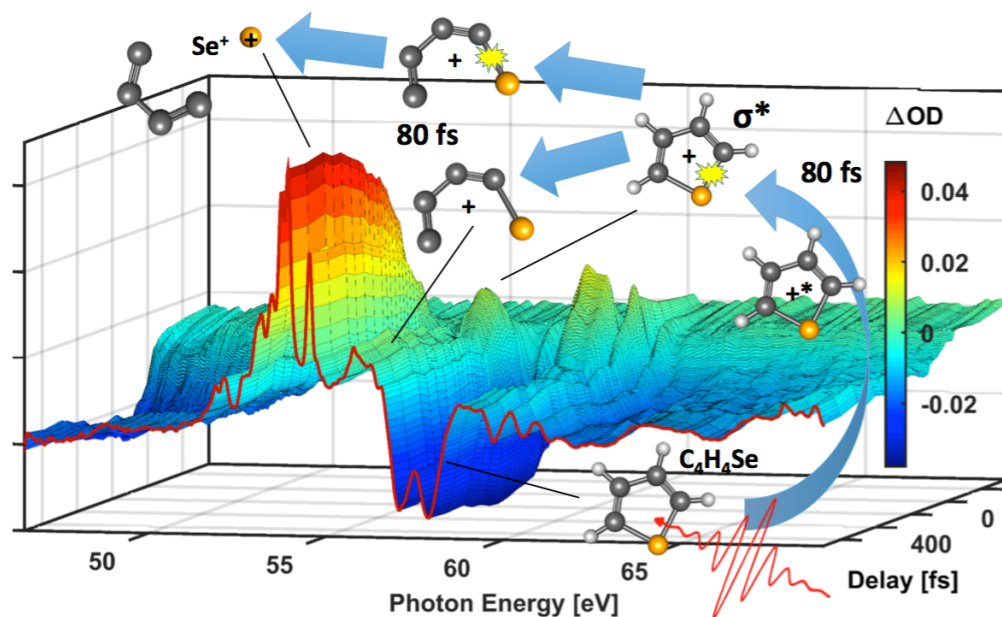 Se⁺
+
+
σ*
ΔOD
80 fs
+
80 fs
0.04
+
0.02
+*
0
-0.02
C₄H₄Se
0
400
50
55
60
65
Delay [fs]
Photon Energy [eV]